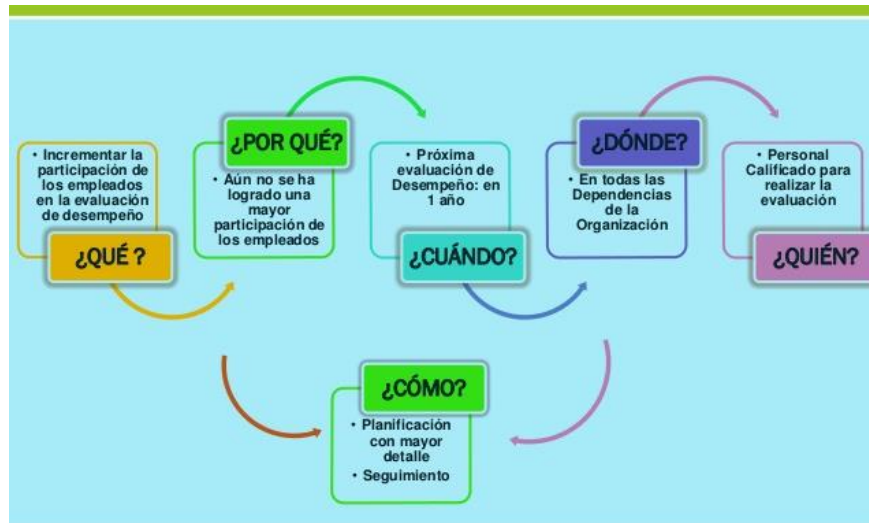 • Incrementar la
participación de
los empleados
en la evaluación
de desempeño
¿QUÉ ?
¿POR QUÉ?
• Aún no se ha
logrado una
mayor
participación de
los empleados
• Próxima
evaluación de
Desempeño: en
1 año
¿CUÁNDO?
¿DÓNDE?
• En todas las
Dependencias
de la
Organización
• Personal
Calificado para
realizar la
evaluación
¿QUIÉN?
¿CÓMO?
• Planificación
con mayor
detalle
• Seguimiento